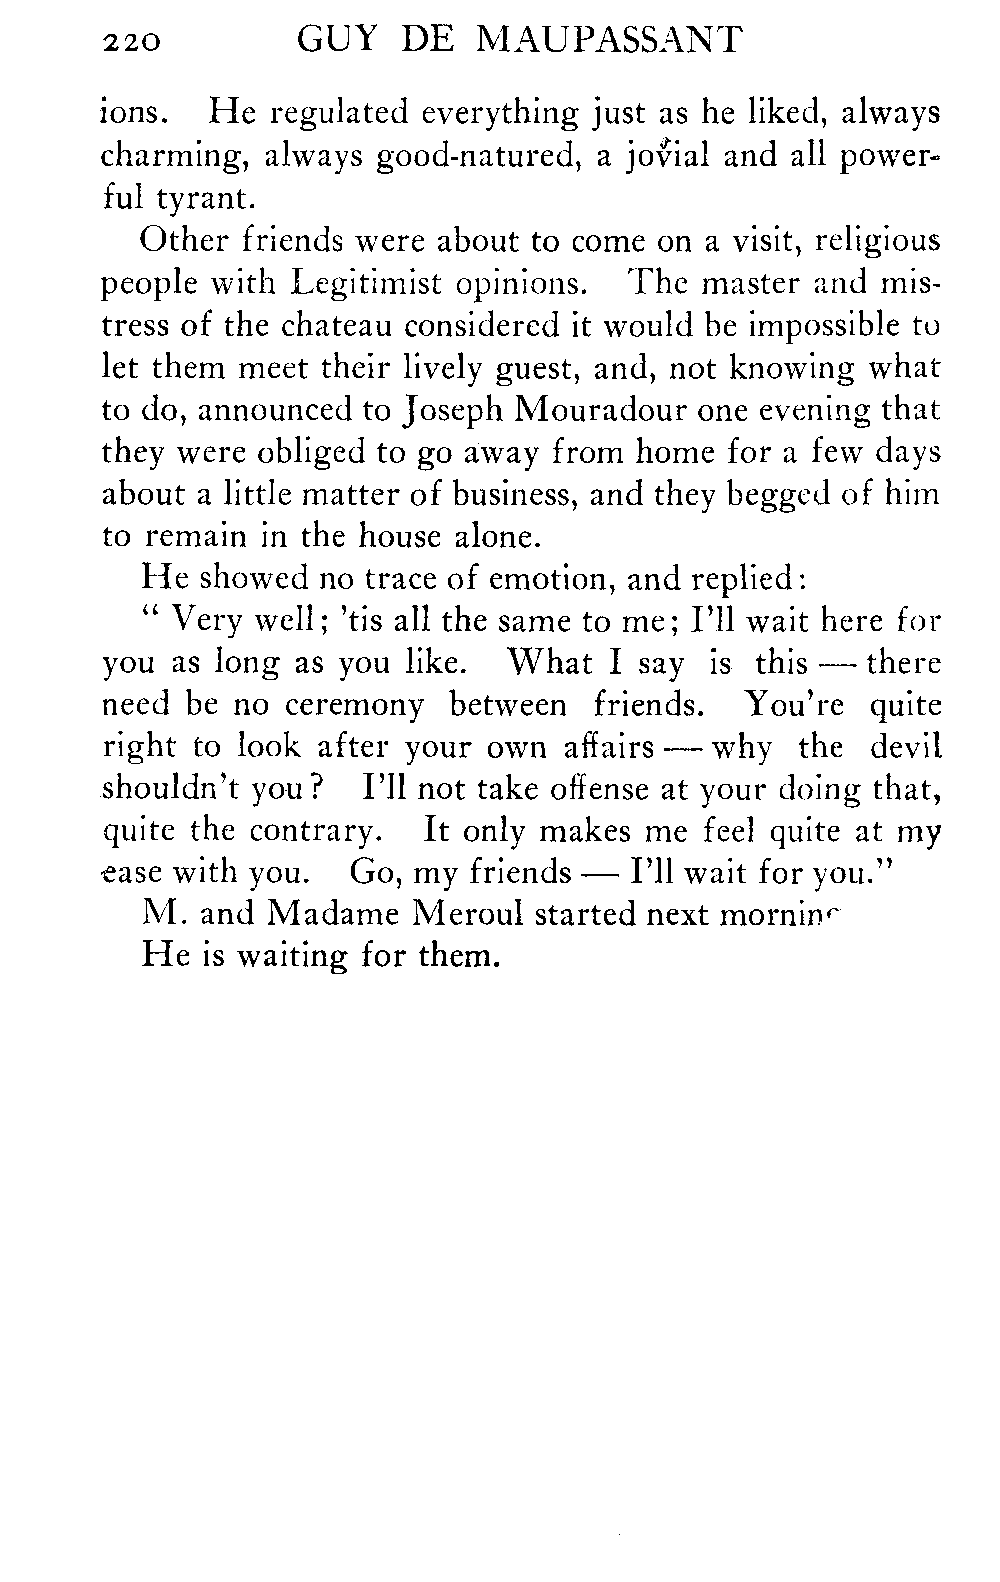 220 GUY DE MAUPASSANT
ions. He regulated everything just as he liked, always
charming, always good-natured, a jovial and all power-
ful tyrant.
Other friends were about to come on a visit, religious
people with Legitimist opinions. The master and mis-
tress of the chateau considered it would be impossible to
let them meet their lively guest, and, not knowing what
to do, announced to Joseph Mouradour one evening that
they were obliged to go away from home for a few days
about a little matter of business, and they begged of him
to remain in the house alone.
He showed no trace of emotion, and replied:
“ Very well; ’tis all the same to me; I’ll wait here for
you as long as you like. What I say is this — there
need be no ceremony between friends. You’re quite
right to look after your own affairs — why the devil
shouldn’t you? I’ll not take offense at your doing that,
quite the contrary. It only makes me feel quite at my
ease with you. Go, my friends — I’ll wait for you.”
M. and Madame Meroul started next morning
He is waiting for them.